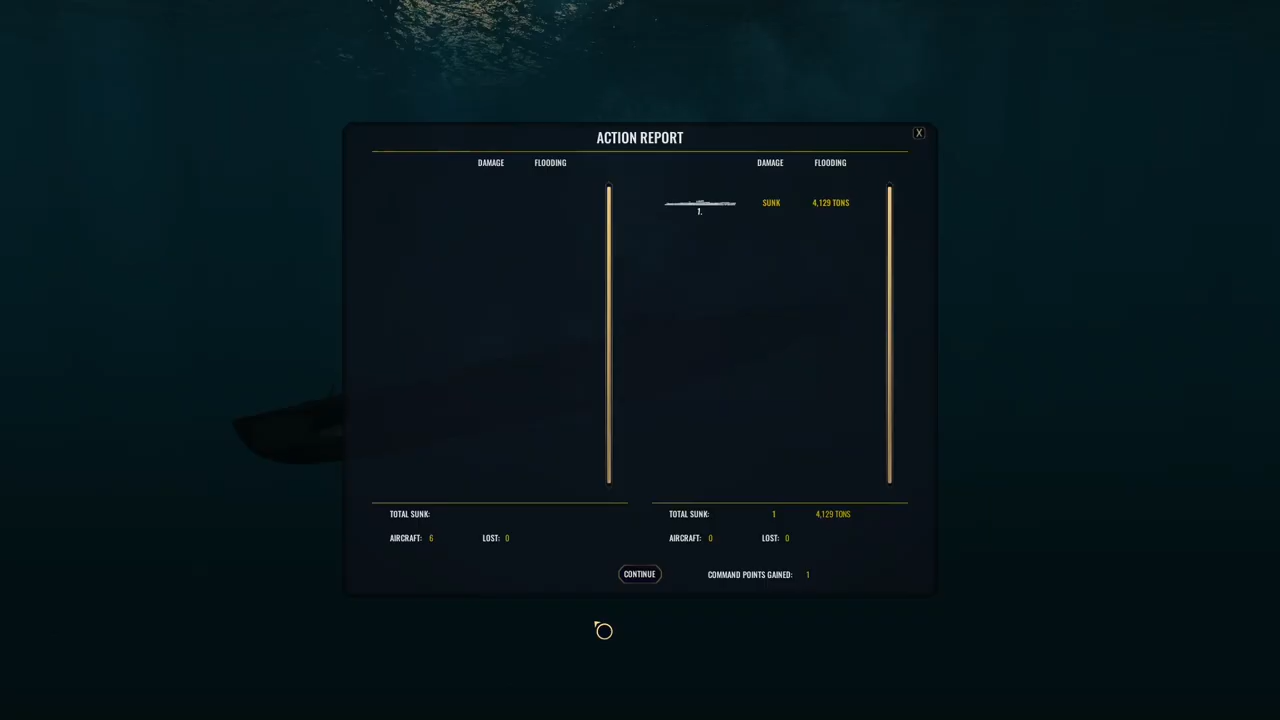 ACTION REPORT
X
DAMAGE FLOODING DAMAGE FLOODING
SUNK 4,129 TONS
1.
TOTAL SUNK: TOTAL SUNK: 1 4,129 TONS
AIRCRAFT: 6 LOST: 0 AIRCRAFT: 0 LOST: 0
CONTINUE COMMAND POINTS GAINED: 1